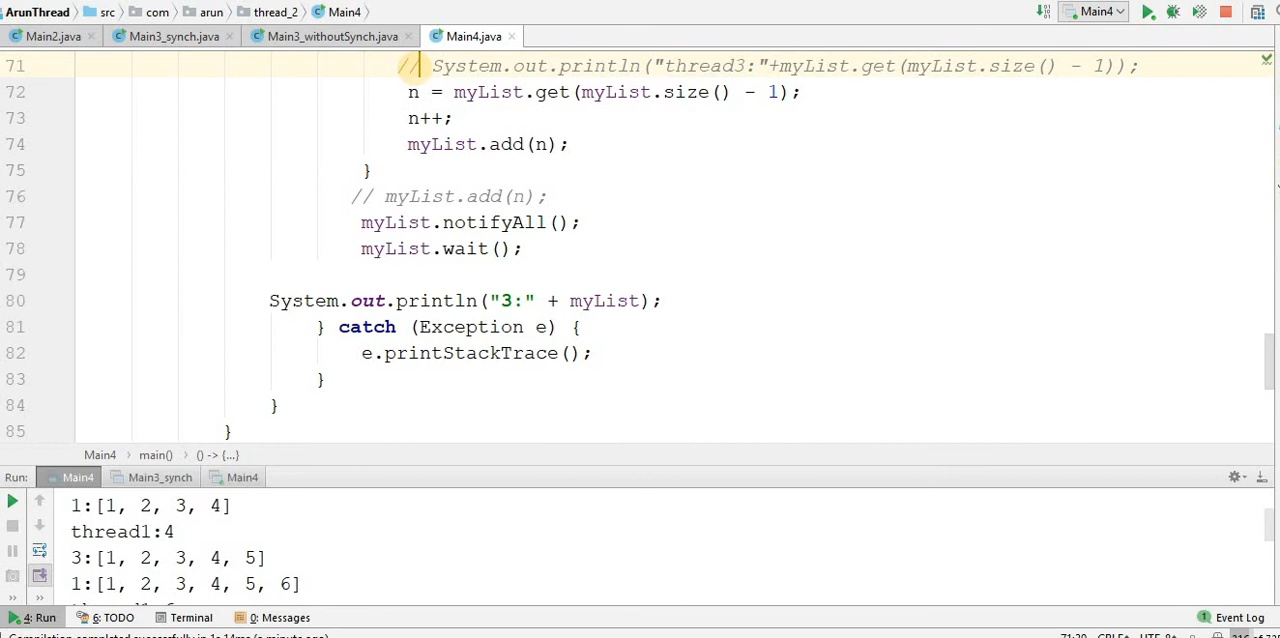 ArunThread src com arun thread_2 Main4 Main4
Main2.java Main3_synch.java Main3_withoutSynch.java Main4.java
71 // System.out.println("thread3:"+myList.get(myList.size() - 1));
72 n = myList.get(myList.size() - 1);
73 n++;
74 myList.add(n);
75 }
76 // myList.add(n);
77 myList.notifyAll();
78 myList.wait();
79
80 System.out.println("3:" + myList);
81 } catch (Exception e) {
82 e.printStackTrace();
83 }
84 }
85 }
Main4 main() () -> {...}
Run: Main4 Main3_synch Main4
1:[1, 2, 3, 4]
thread1:4
3:[1, 2, 3, 4, 5]
1:[1, 2, 3, 4, 5, 6]
4: Run 6: TODO Terminal 0: Messages 1 Event Log